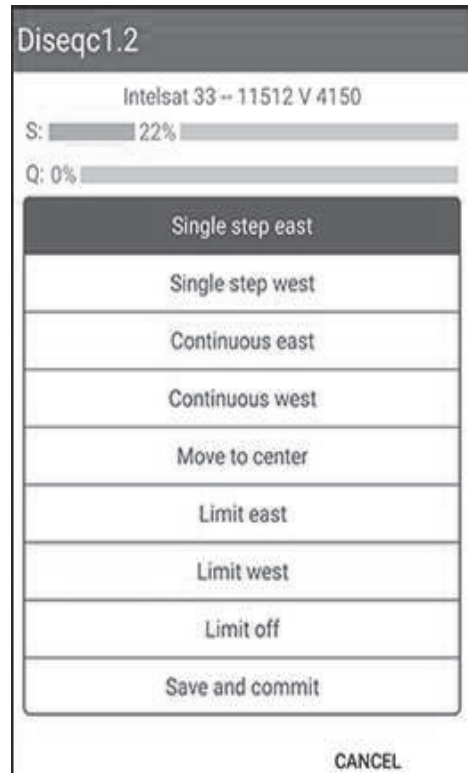 Diseqc1.2
Intelsat 33 -- 11512 V 4150
S: 22%
Q: 0%
Single step east
Single step west
Continuous east
Continuous west
Move to center
Limit east
Limit west
Limit off
Save and commit
CANCEL